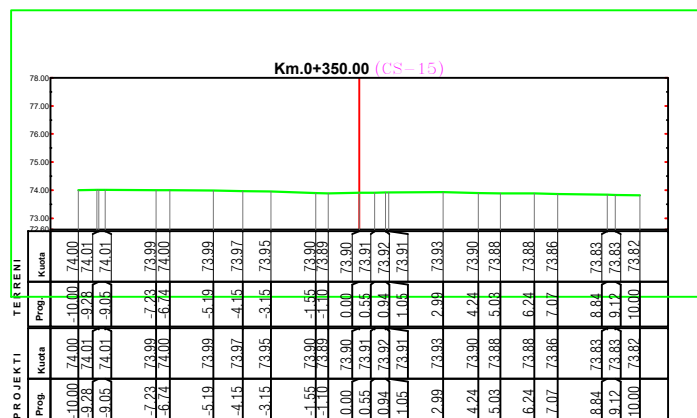 Km.0+350.00 (CS-15)
78.00
77.00
76.00
75.00
74.00
73.00
72.60
TERRENI
Kuota 74.00 74.01 74.01 73.99 74.00 73.99 73.97 73.95 73.90 73.89 73.90 73.91 73.92 73.91 73.93 73.90 73.88 73.88 73.86 73.83 73.83 73.82
Prog. -10.00 -9.28 -9.05 -7.23 -6.74 -5.19 -4.15 -3.15 -1.55 -1.10 0.00 0.55 0.94 1.05 2.99 4.24 5.03 6.24 7.07 8.84 9.12 10.00
PROJEKTI
Kuota 74.00 74.01 74.01 73.99 74.00 73.99 73.97 73.95 73.90 73.89 73.90 73.91 73.92 73.91 73.93 73.90 73.88 73.88 73.86 73.83 73.83 73.82
Prog. -10.00 -9.28 -9.05 -7.23 -6.74 -5.19 -4.15 -3.15 -1.55 -1.10 0.00 0.55 0.94 1.05 2.99 4.24 5.03 6.24 7.07 8.84 9.12 10.00